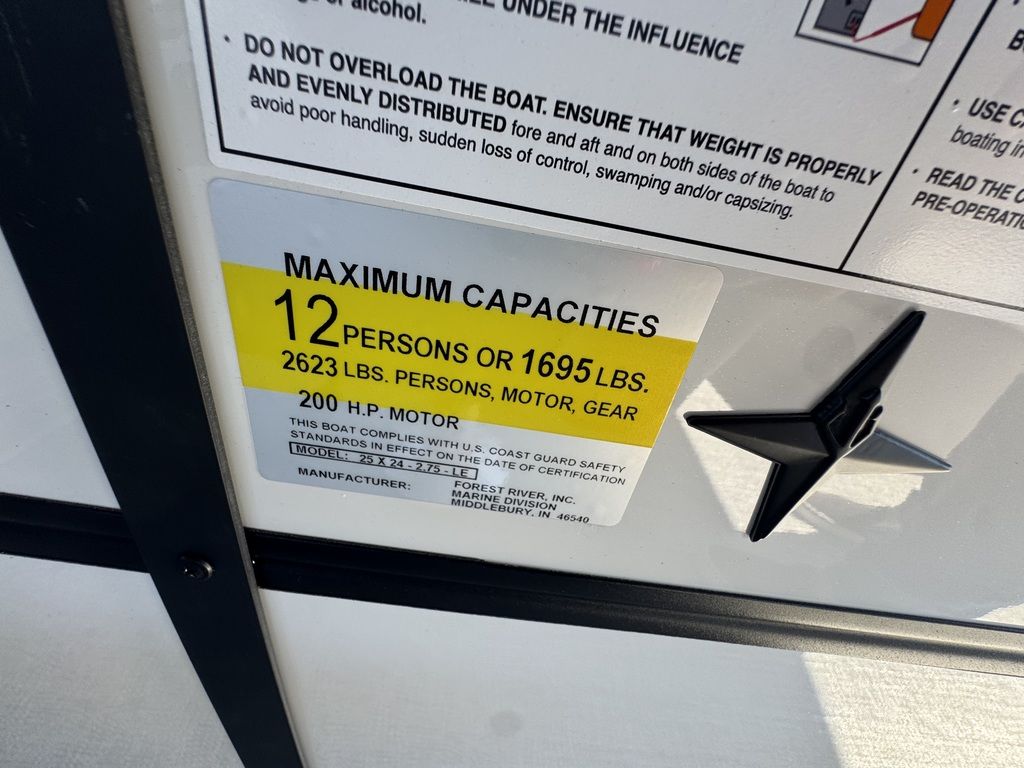 UNDER THE INFLUENCE
or alcohol.
• DO NOT OVERLOAD THE BOAT. ENSURE THAT WEIGHT IS PROPERLY
AND EVENLY DISTRIBUTED fore and aft and on both sides of the boat to
avoid poor handling, sudden loss of control, swamping and/or capsizing.
• USE
boating in
• READ THE
PRE-OPERATI
MAXIMUM CAPACITIES
12 PERSONS OR 1695 LBS.
2623 LBS. PERSONS, MOTOR, GEAR
200 H.P. MOTOR
THIS BOAT COMPLIES WITH U.S. COAST GUARD SAFETY
STANDARDS IN EFFECT ON THE DATE OF CERTIFICATION
MODEL: 25 X 24 - 2.75 - LE
MANUFACTURER: FOREST RIVER, INC.
MARINE DIVISION
MIDDLEBURY, IN 46540